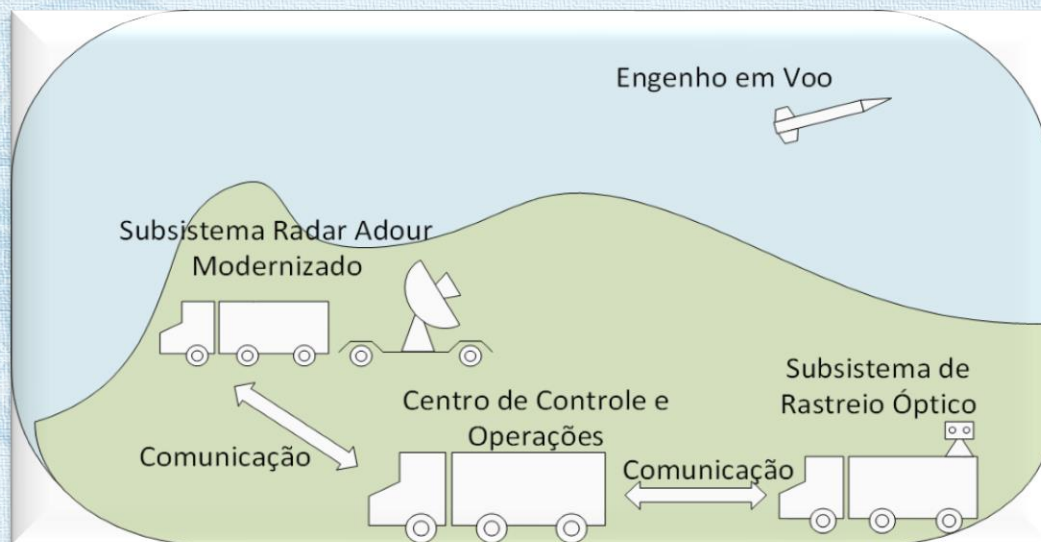 Engenho em Voo
Subsistema Radar Adour
Modernizado
Centro de Controle e
Operações
Comunicação
Subsistema de
Rastreio Óptico
Comunicação